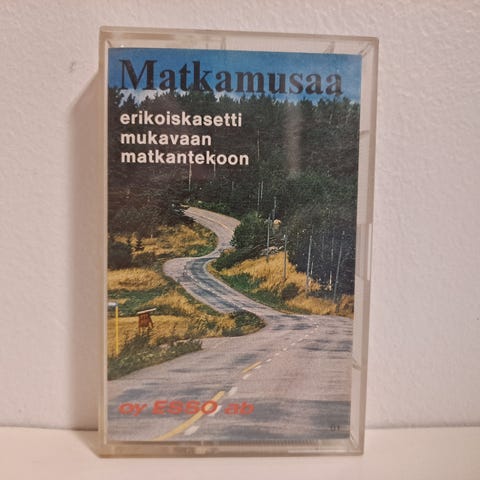 Matkamusaa
erikoiskasetti
mukavaan
matkantekoon
oy ESSO ab